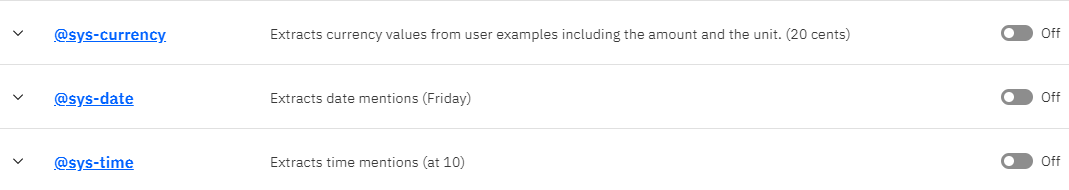 @sys-currency Extracts currency values from user examples including the amount and the unit. (20 cents) Off
@sys-date Extracts date mentions (Friday) Off
@sys-time Extracts time mentions (at 10) Off